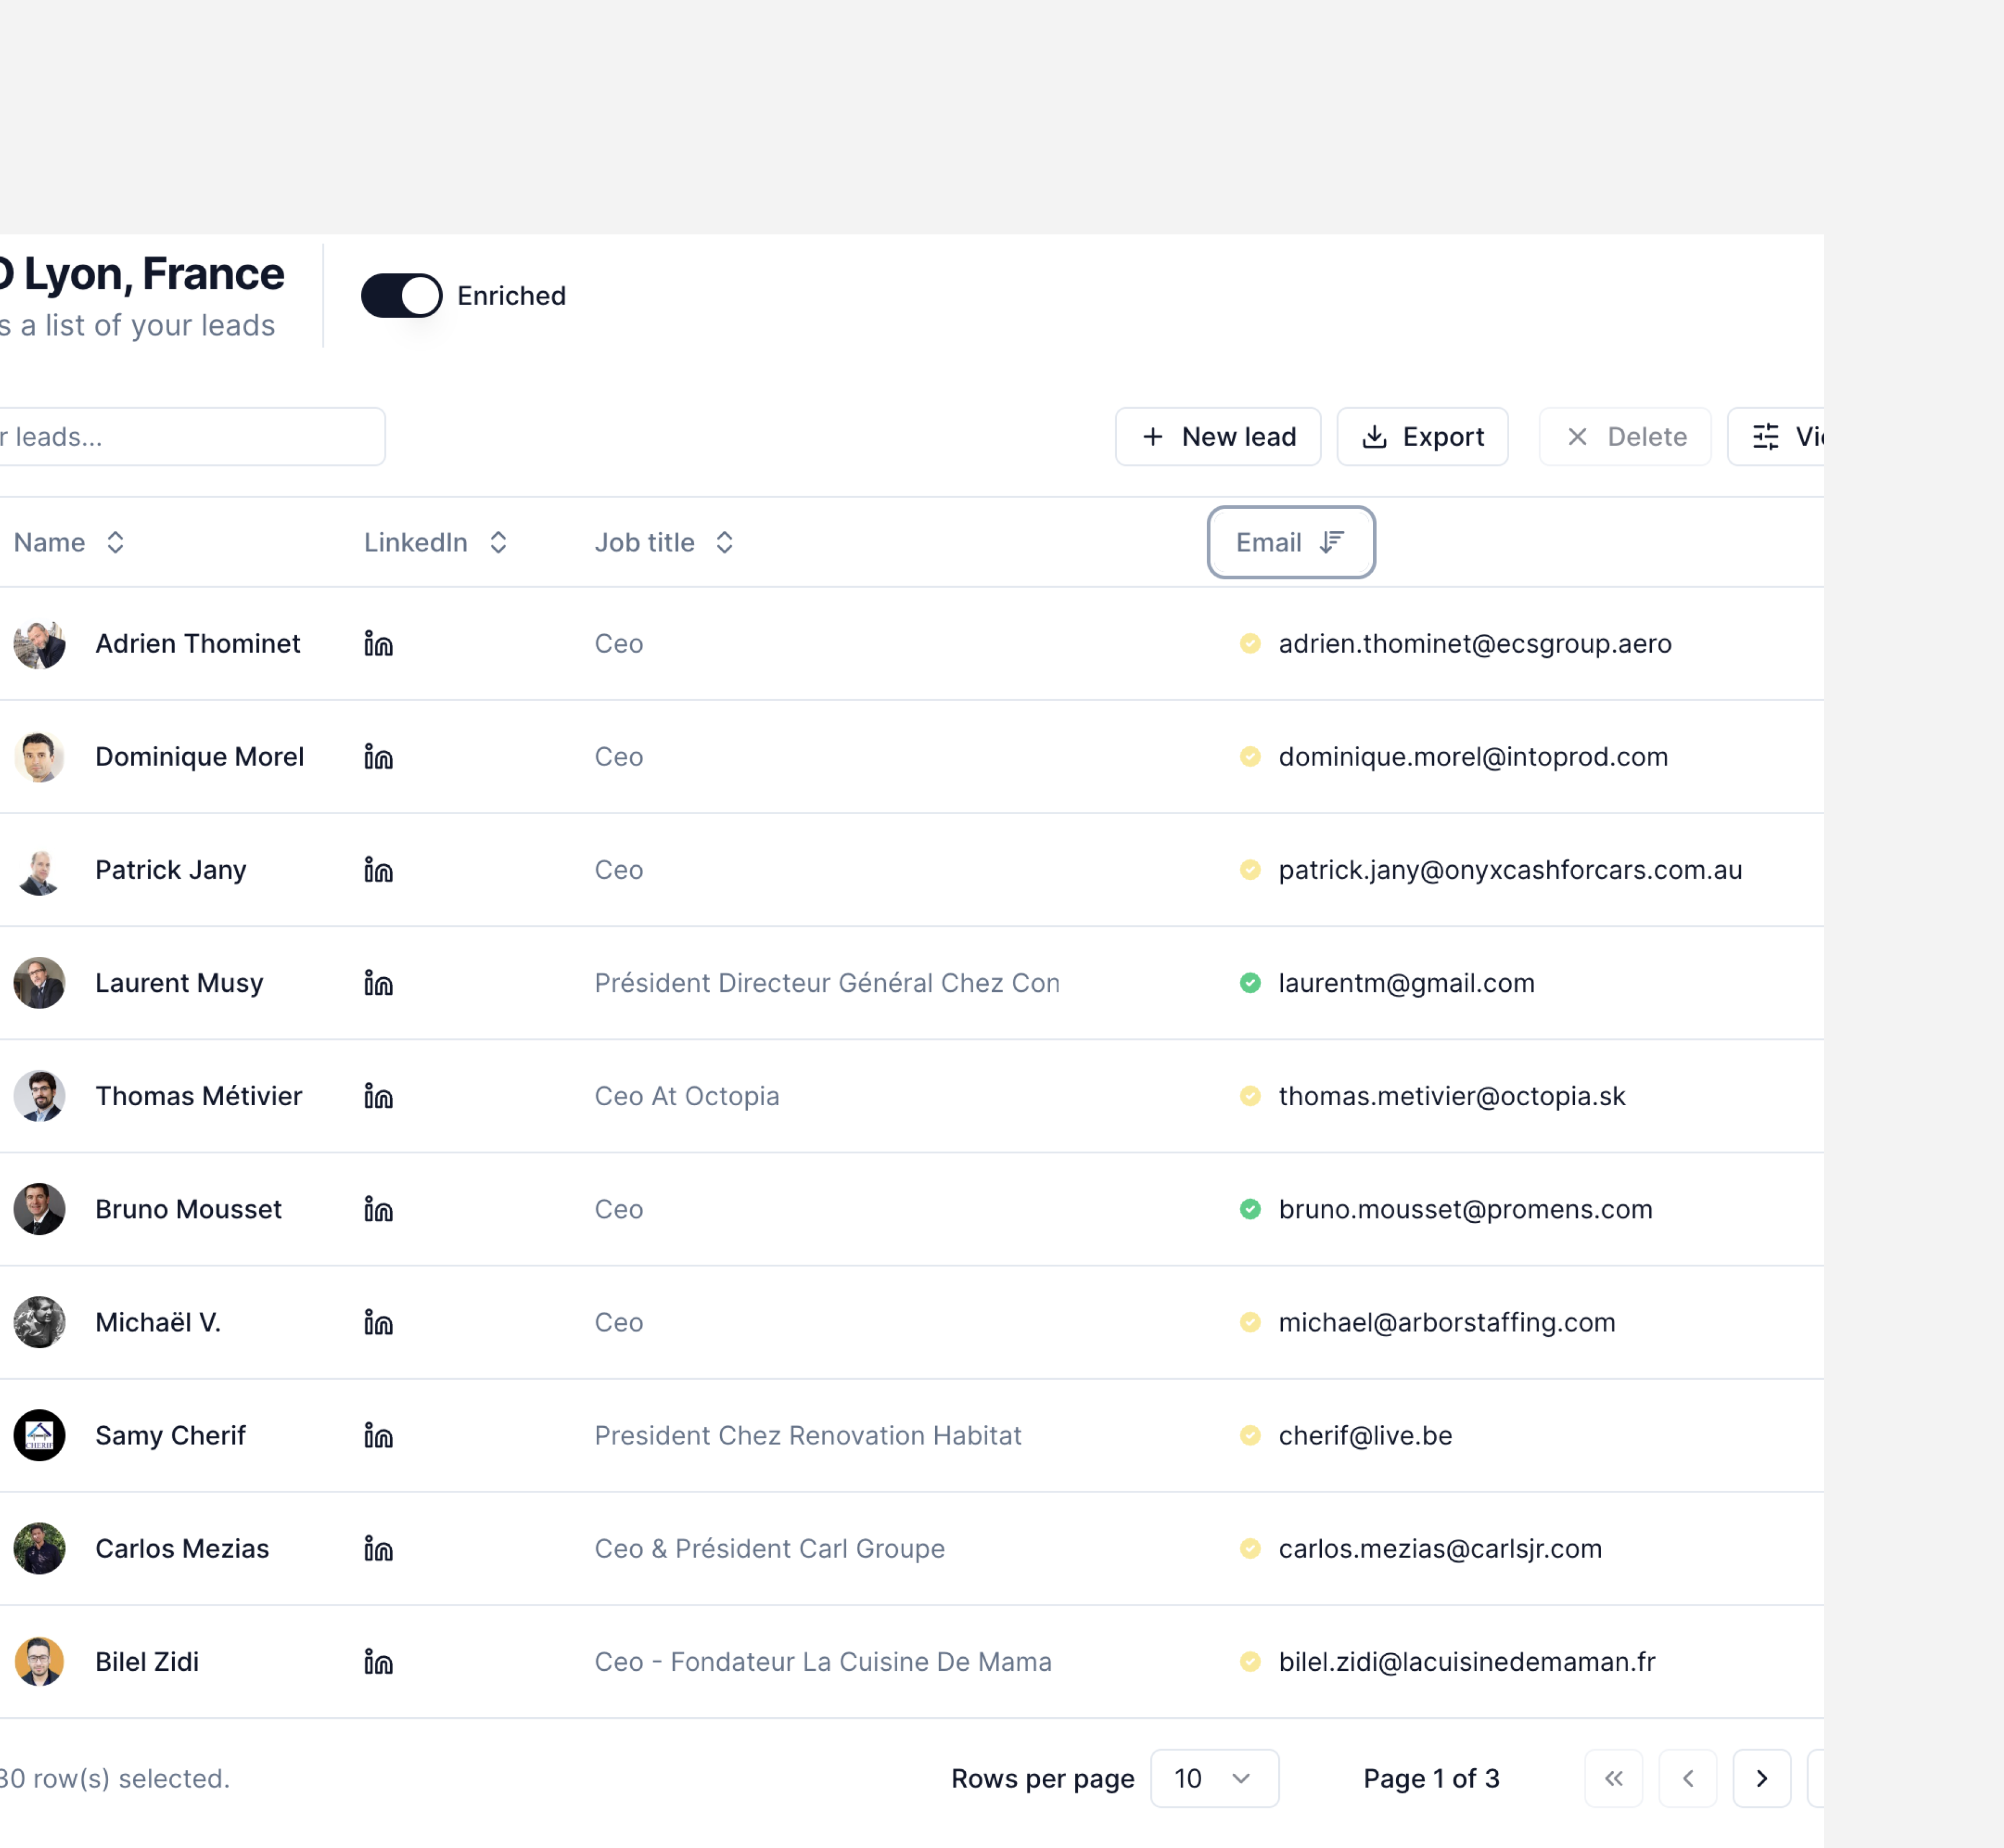 O Lyon, France
s a list of your leads
Enriched
r leads...
New lead
Export
Delete
Vie
Name
LinkedIn
Job title
Email
Adrien Thominet
in
Ceo
adrien.thominet@ecsgroup.aero
Dominique Morel
in
Ceo
dominique.morel@intoprod.com
Patrick Jany
in
Ceo
patrick.jany@onyxcashforcars.com.au
Laurent Musy
in
Président Directeur Général Chez Con
laurentm@gmail.com
Thomas Métivier
in
Ceo At Octopia
thomas.metivier@octopia.sk
Bruno Mousset
in
Ceo
bruno.mousset@promens.com
Michaël V.
in
Ceo
michael@arborstaffing.com
CHERIF
Samy Cherif
in
President Chez Renovation Habitat
cherif@live.be
Carlos Mezias
in
Ceo & Président Carl Groupe
carlos.mezias@carlsjr.com
Bilel Zidi
in
Ceo - Fondateur La Cuisine De Mama
bilel.zidi@lacuisinedemaman.fr
30 row(s) selected.
Rows per page
10
Page 1 of 3